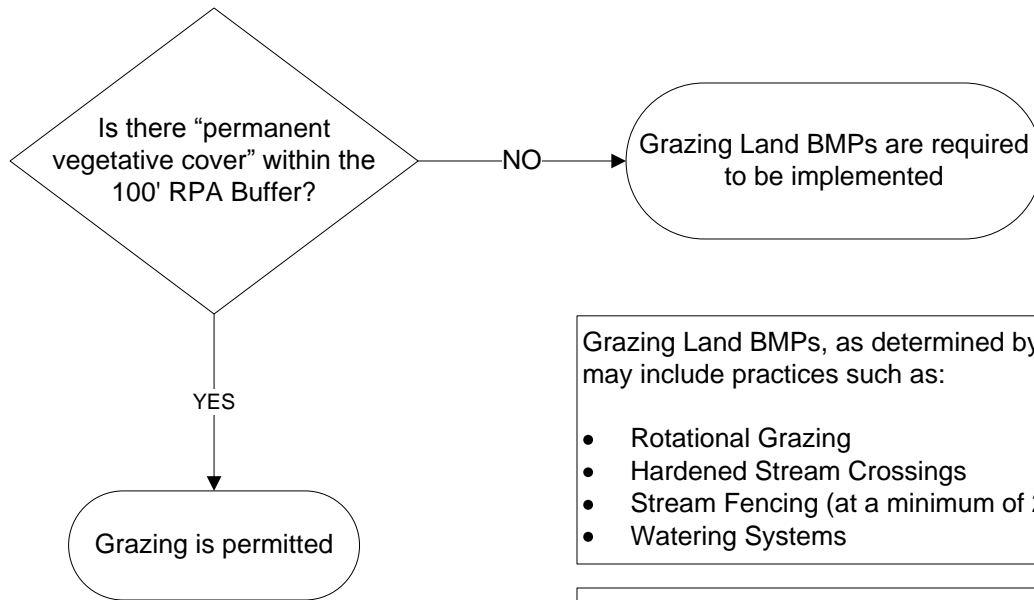 Is there “permanent
vegetative cover” within the
100' RPA Buffer?
NO
Grazing Land BMPs are required
to be implemented
YES
Grazing is permitted
Grazing Land BMPs, as determined by
may include practices such as:
• Rotational Grazing
• Hardened Stream Crossings
• Stream Fencing (at a minimum of
• Watering Systems